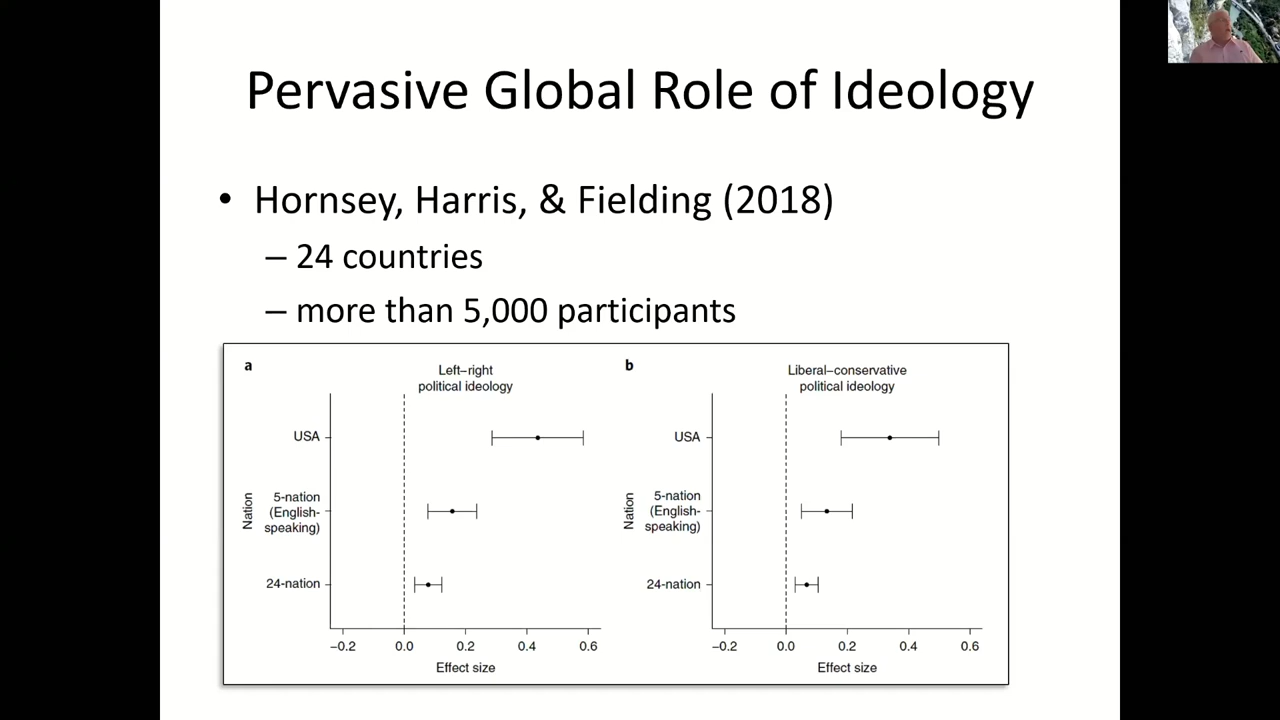 Pervasive Global Role of Ideology
• Hornsey, Harris, & Fielding (2018)
– 24 countries
– more than 5,000 participants
a
Left–right
political ideology
USA
5-nation
(English-
speaking)
24-nation
Nation
−0.2 0.0 0.2 0.4 0.6
Effect size
b
Liberal–conservative
political ideology
USA
5-nation
(English-
speaking)
24-nation
Nation
−0.2 0.0 0.2 0.4 0.6
Effect size